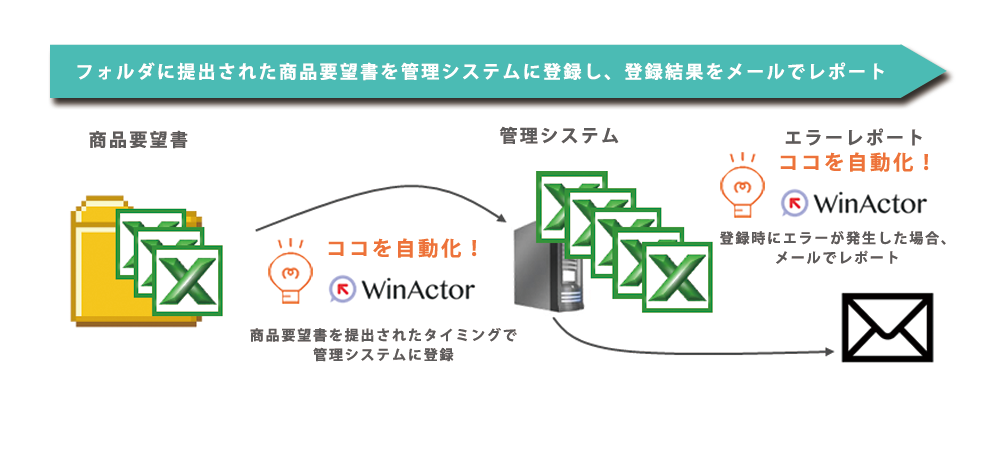 フォルダに提出された商品要望書を管理システムに登録し、登録結果をメールでレポート
商品要望書
ココを自動化！
WinActor
商品要望書を提出されたタイミングで
管理システムに登録
管理システム
エラーレポート
ココを自動化！
WinActor
登録時にエラーが発生した場合、
メールでレポート